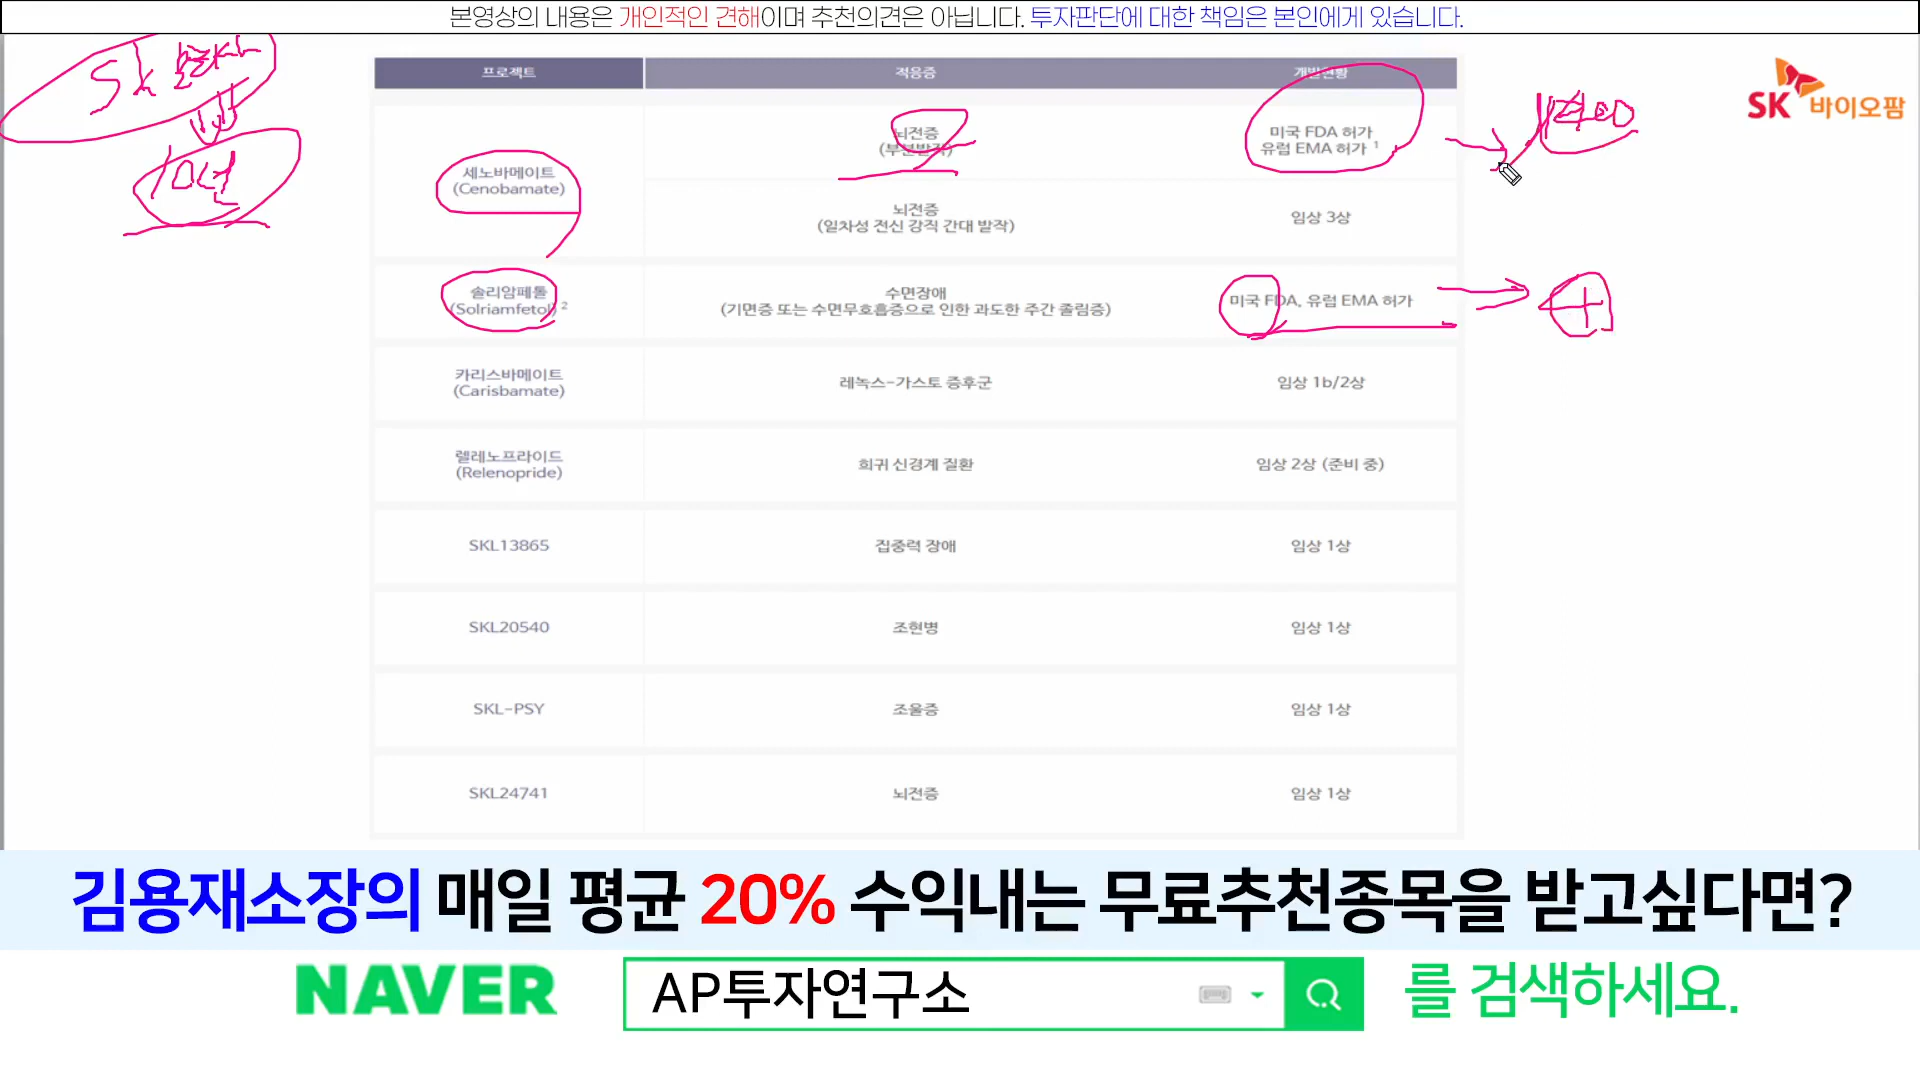 본영상의 내용은 개인적인 견해이며 추천의견은 아닙니다. 투자판단에 대한 책임은 본인에게 있습니다.
SK
10년
SK 바이오팜
프로젝트 적응증 개발현황
세노바메이트
(Cenobamate)
뇌전증
(부분발작)
미국 FDA 허가
유럽 EMA 허가 1
뇌전증
(일차성 전신 강직 간대 발작)
임상 3상
솔리암페톨
(Solriamfetol) 2
수면장애
(기면증 또는 수면무호흡증으로 인한 과도한 주간 졸림증)
미국 FDA, 유럽 EMA 허가
카리스바메이트
(Carisbamate)
레녹스-가스토 증후군
임상 1b/2상
렐레노프라이드
(Relenopride)
희귀 신경계 질환
임상 2상 (준비 중)
SKL13865 집중력 장애 임상 1상
SKL20540 조현병 임상 1상
SKL-PSY 조울증 임상 1상
SKL24741 뇌전증 임상 1상
김용재소장의 매일 평균 20% 수익내는 무료추천종목을 받고싶다면?
NAVER AP투자연구소 를 검색하세요.